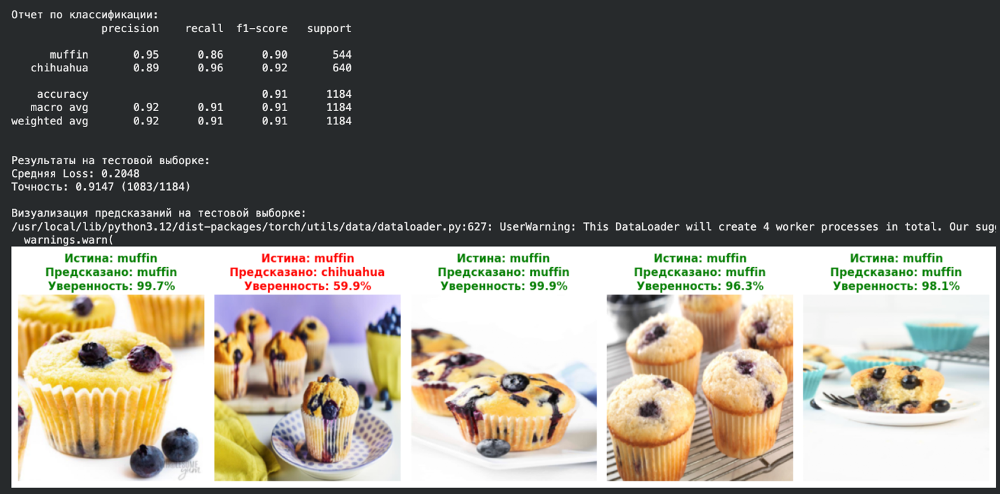 Отчет по классификации:
precision recall f1-score support
muffin 0.95 0.86 0.90 544
chihuahua 0.89 0.96 0.92 640
accuracy 0.91 1184
macro avg 0.92 0.91 0.91 1184
weighted avg 0.92 0.91 0.91 1184
Результаты на тестовой выборке:
Средняя Loss: 0.2048
Точность: 0.9147 (1083/1184)
Визуализация предсказаний на тестовой выборке:
/usr/local/lib/python3.12/dist-packages/torch/utils/data/dataloader.py:627: UserWarning: This DataLoader will create 4 worker processes in total. Our
warnings.warn(
Истина: muffin
Предсказано: muffin
Уверенность: 99.7%
Истина: muffin
Предсказано: chihuahua
Уверенность: 59.9%
Истина: muffin
Предсказано: muffin
Уверенность: 99.9%
Истина: muffin
Предсказано: muffin
Уверенность: 96.3%
Истина: muffin
Предсказано: muffin
Уверенность: 98.1%
yum